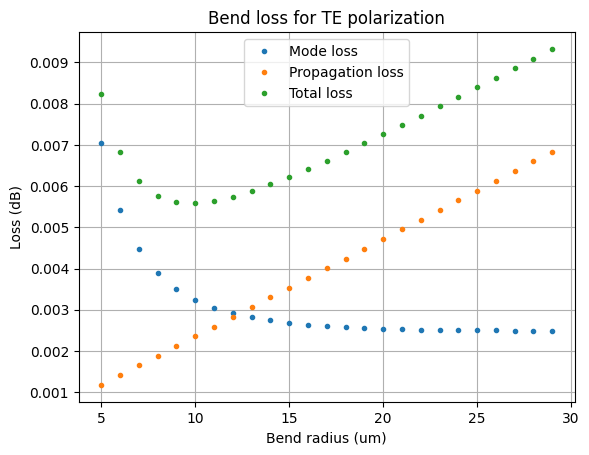 Bend loss for TE polarization
Mode loss
Propagation loss
Total loss
Loss (dB)
0.009
0.008
0.007
0.006
0.005
0.004
0.003
0.002
0.001
5 10 15 20 25 30
Bend radius (um)